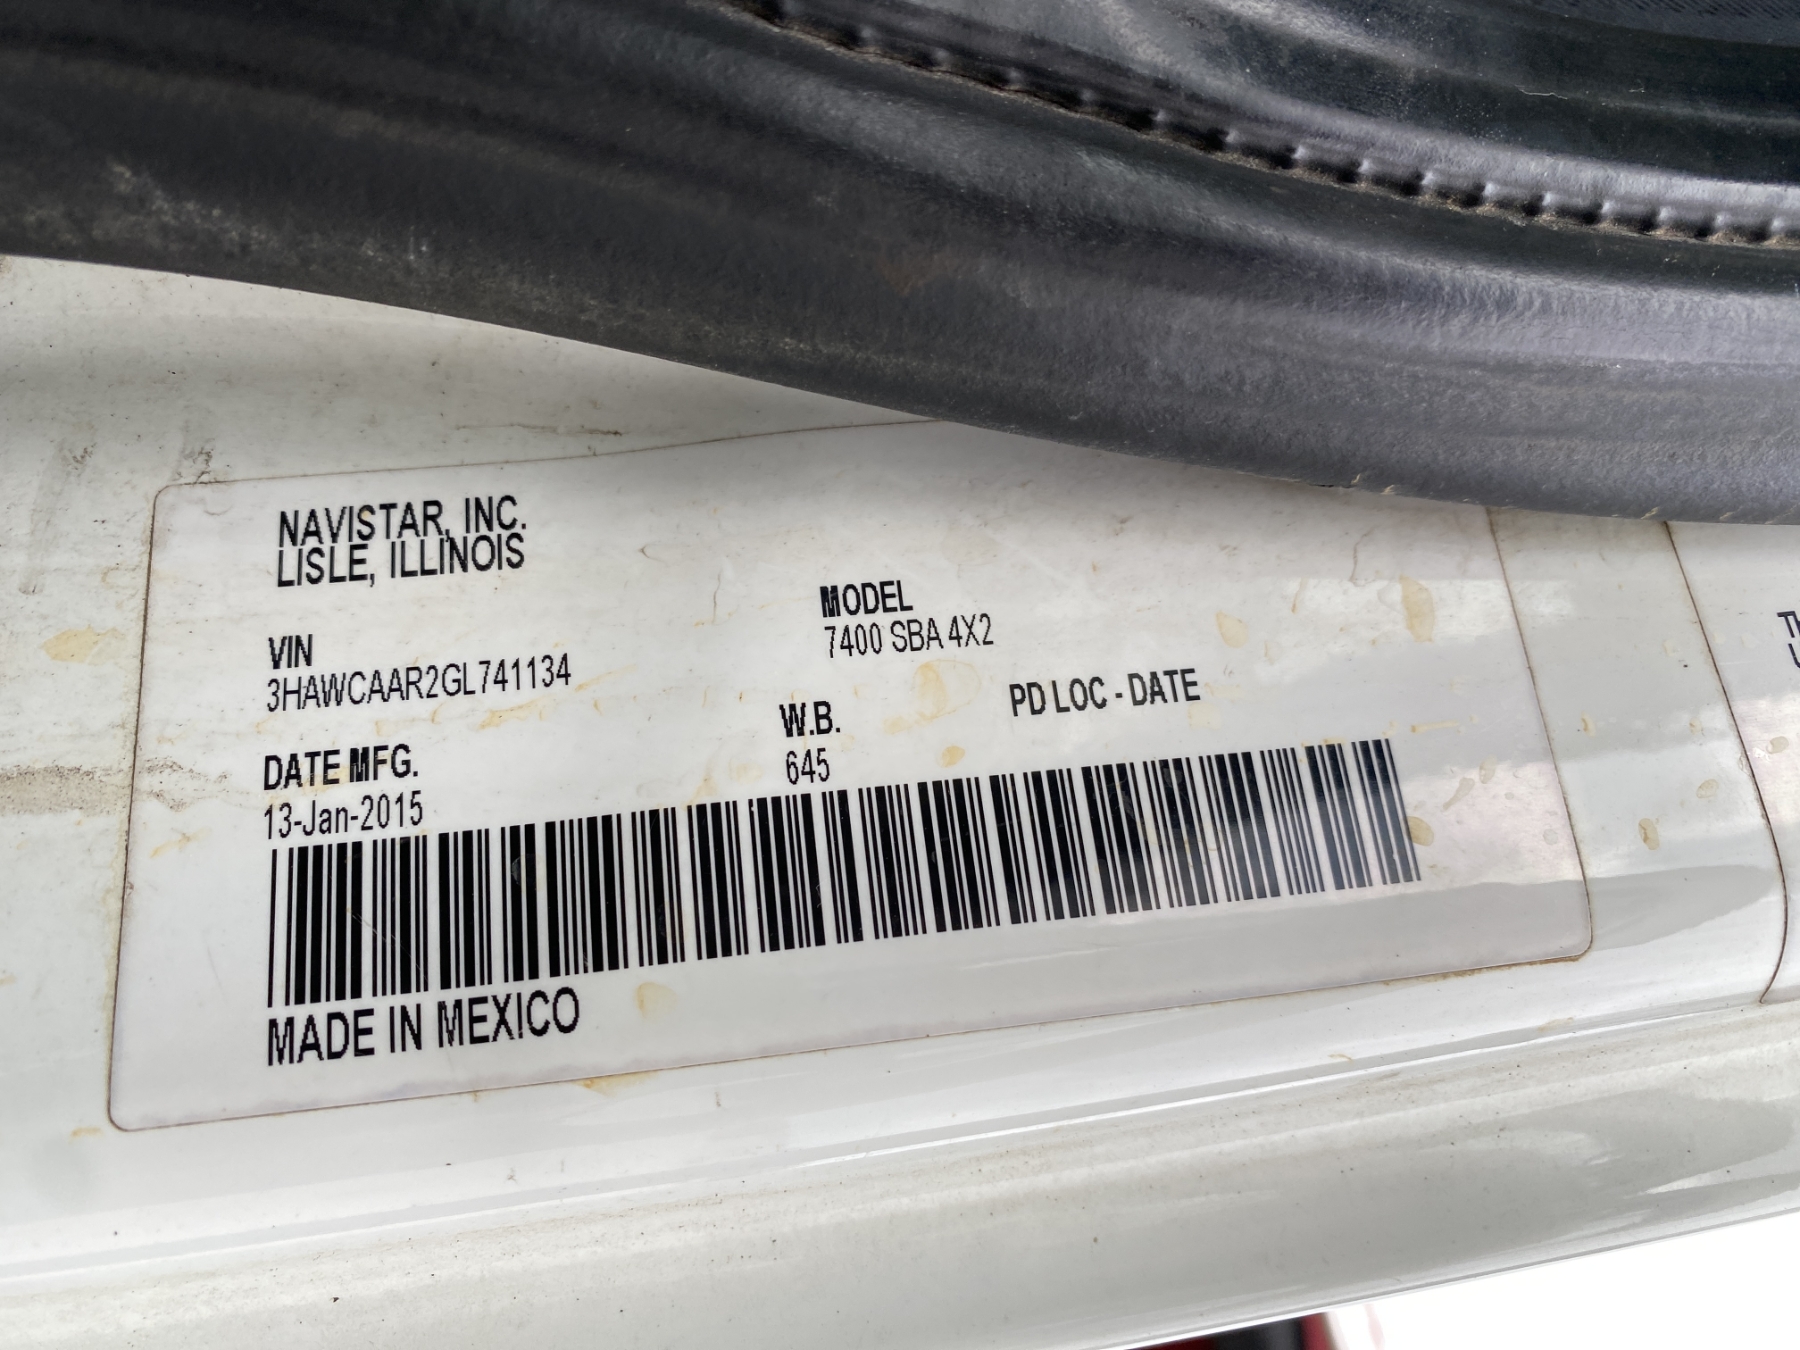 NAVISTAR, INC.
LISLE, ILLINOIS
VIN
3HAWCAAR2GL741134
MODEL
7400 SBA 4X2
DATE MFG.
13-Jan-2015
W.B.
645
PD LOC - DATE
MADE IN MEXICO